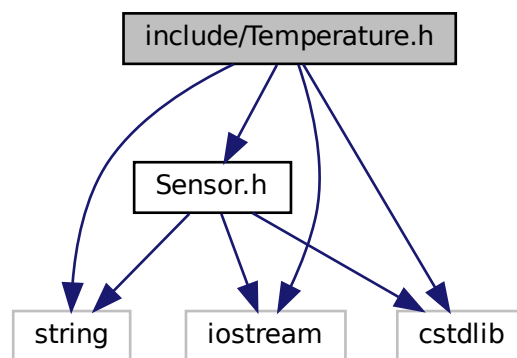 include/Temperature.h
Sensor.h
string
iostream
cstdlib